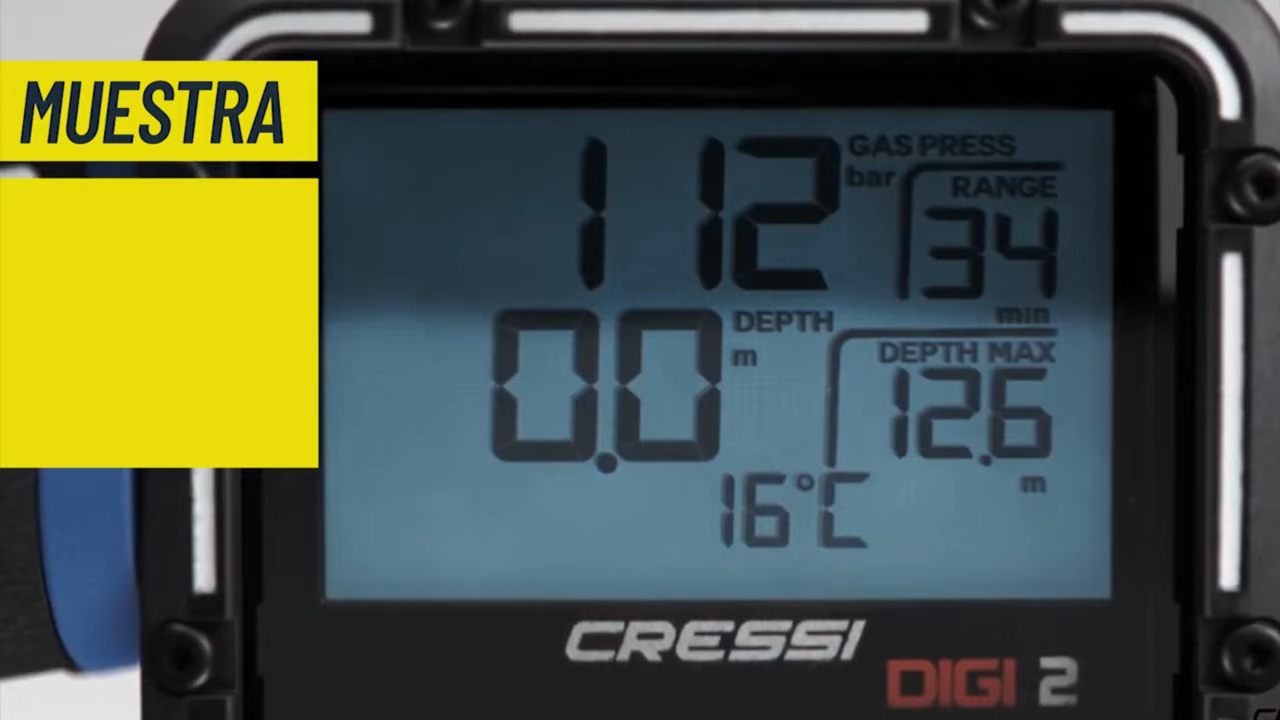 MUESTRA
112 GAS PRESS
bar
RANGE
34
min
0.0 DEPTH
m
DEPTH MAX
12.6
m
16°C
CRESSI
DIGI 2